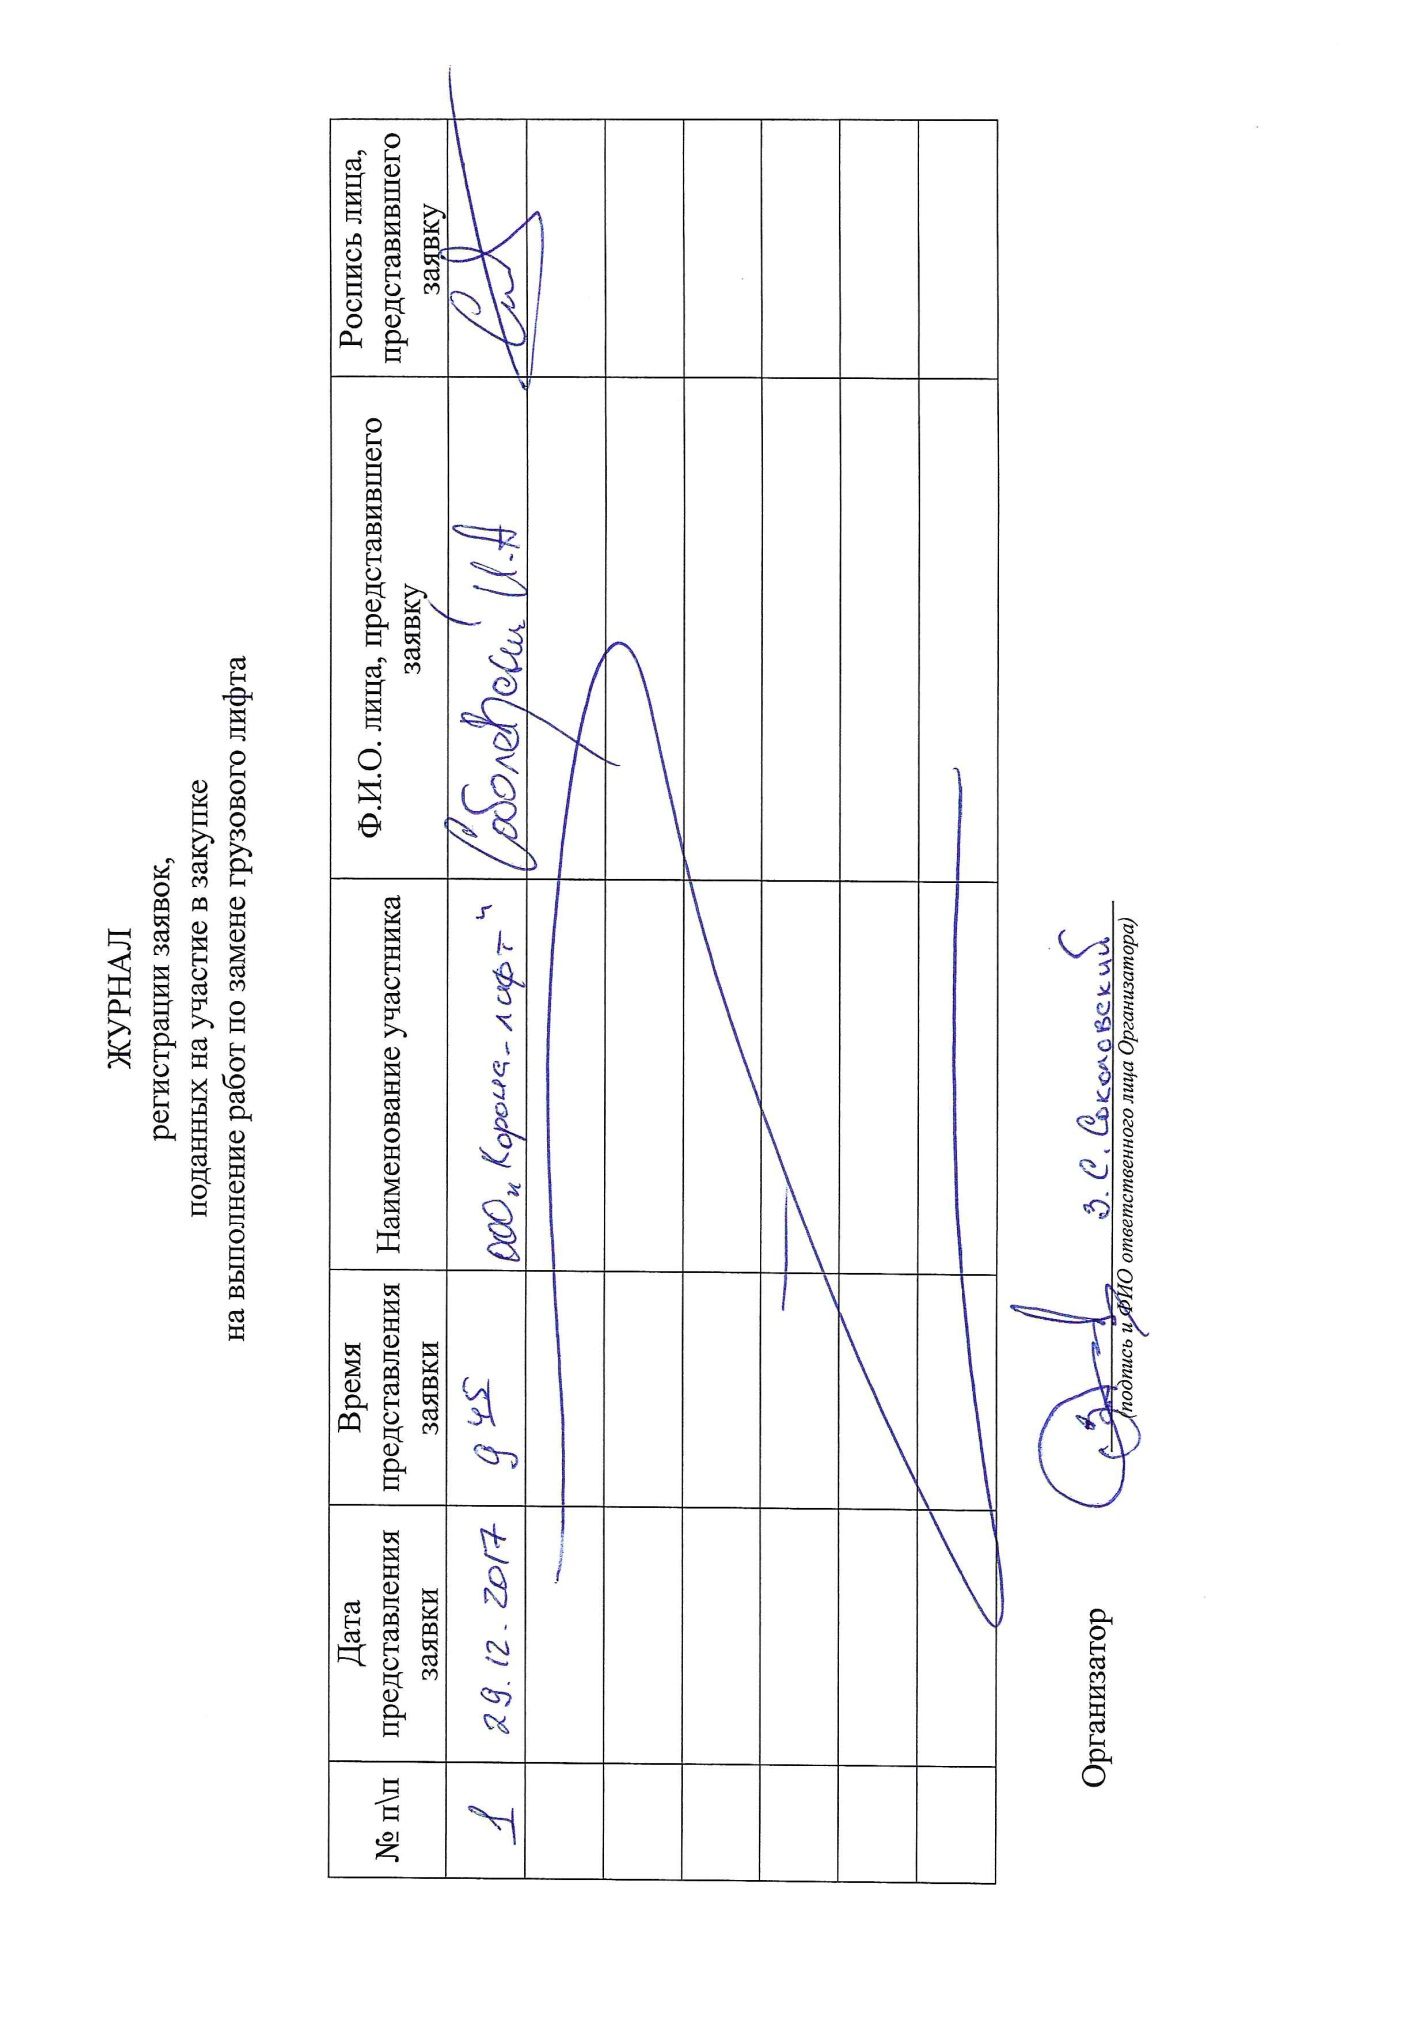 ЖУРНАЛ
регистрации заявок,
поданных на участие в закупке
на выполнение работ по замене грузового лифта
№ п\п
Дата
представления
заявки
Время
представления
заявки
Наименование участника
Ф.И.О. лица, представившего
заявку
Роспись лица,
представившего
заявку
1
29.12.2017
9 45
ООО „Корона-лифт"
Соболевский И.А
Организатор
З.С. Соколовский
(подпись и ФИО ответственного лица Организатора)